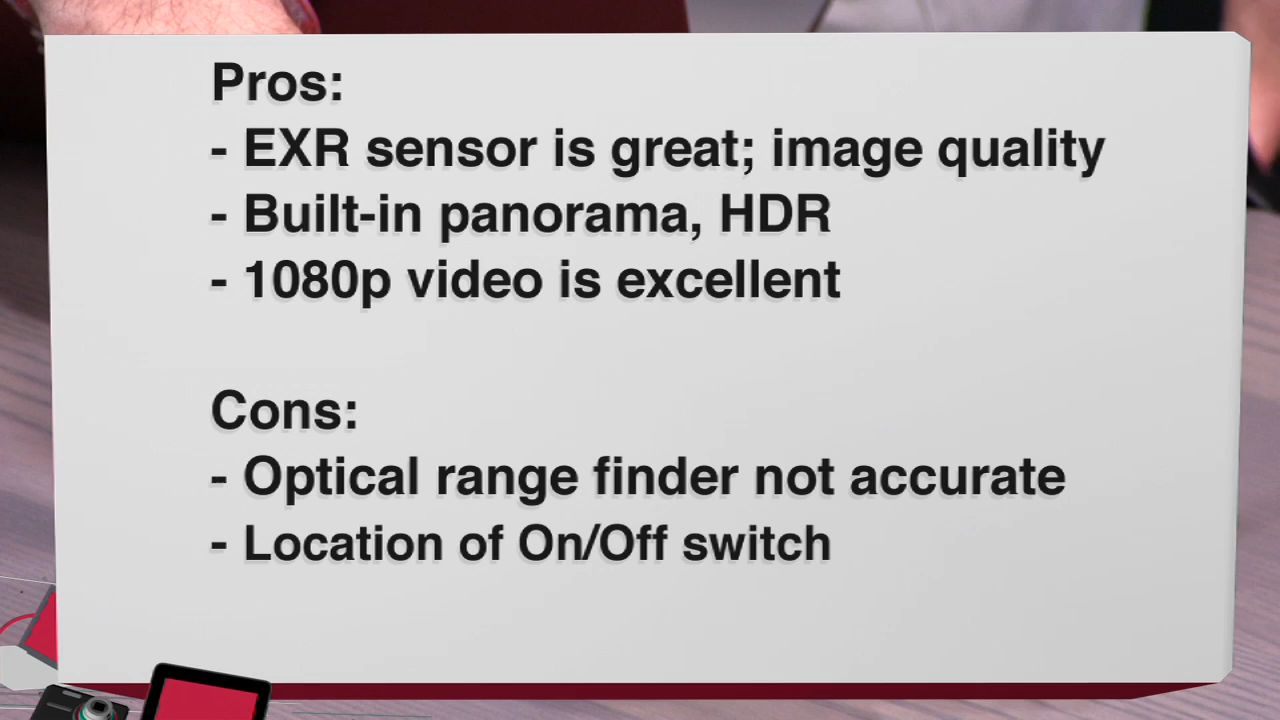 Pros:
- EXR sensor is great; image quality
- Built-in panorama, HDR
- 1080p video is excellent
Cons:
- Optical range finder not accurate
- Location of On/Off switch